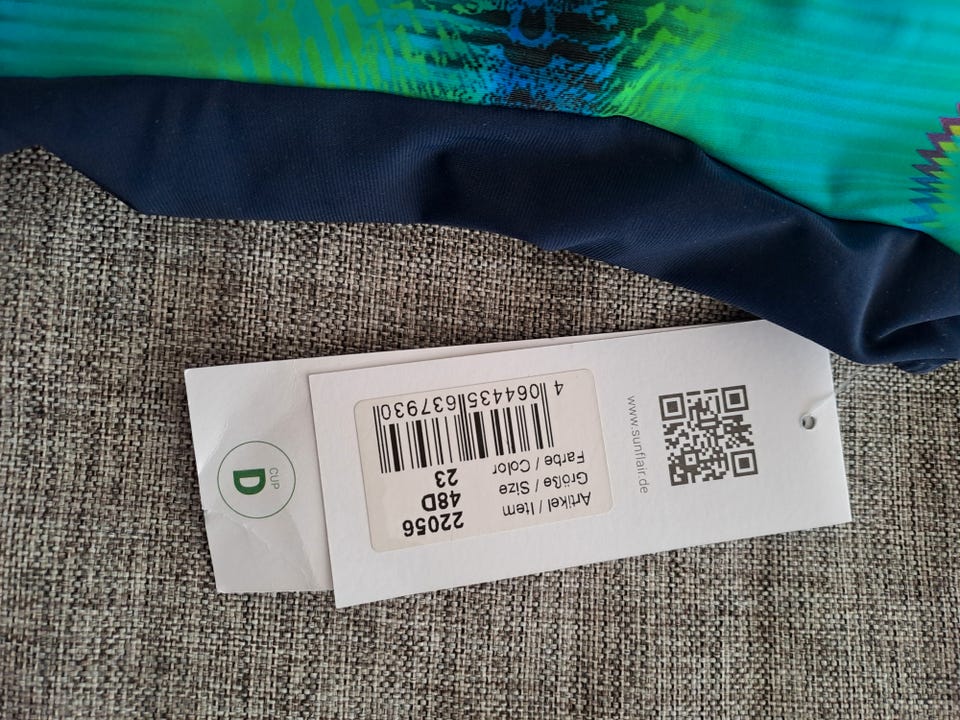 Artikel / Item 22056
Größe / Size 48D
Farbe / Color 23
4 064435 637930
www.sunflair.de
CUP
D